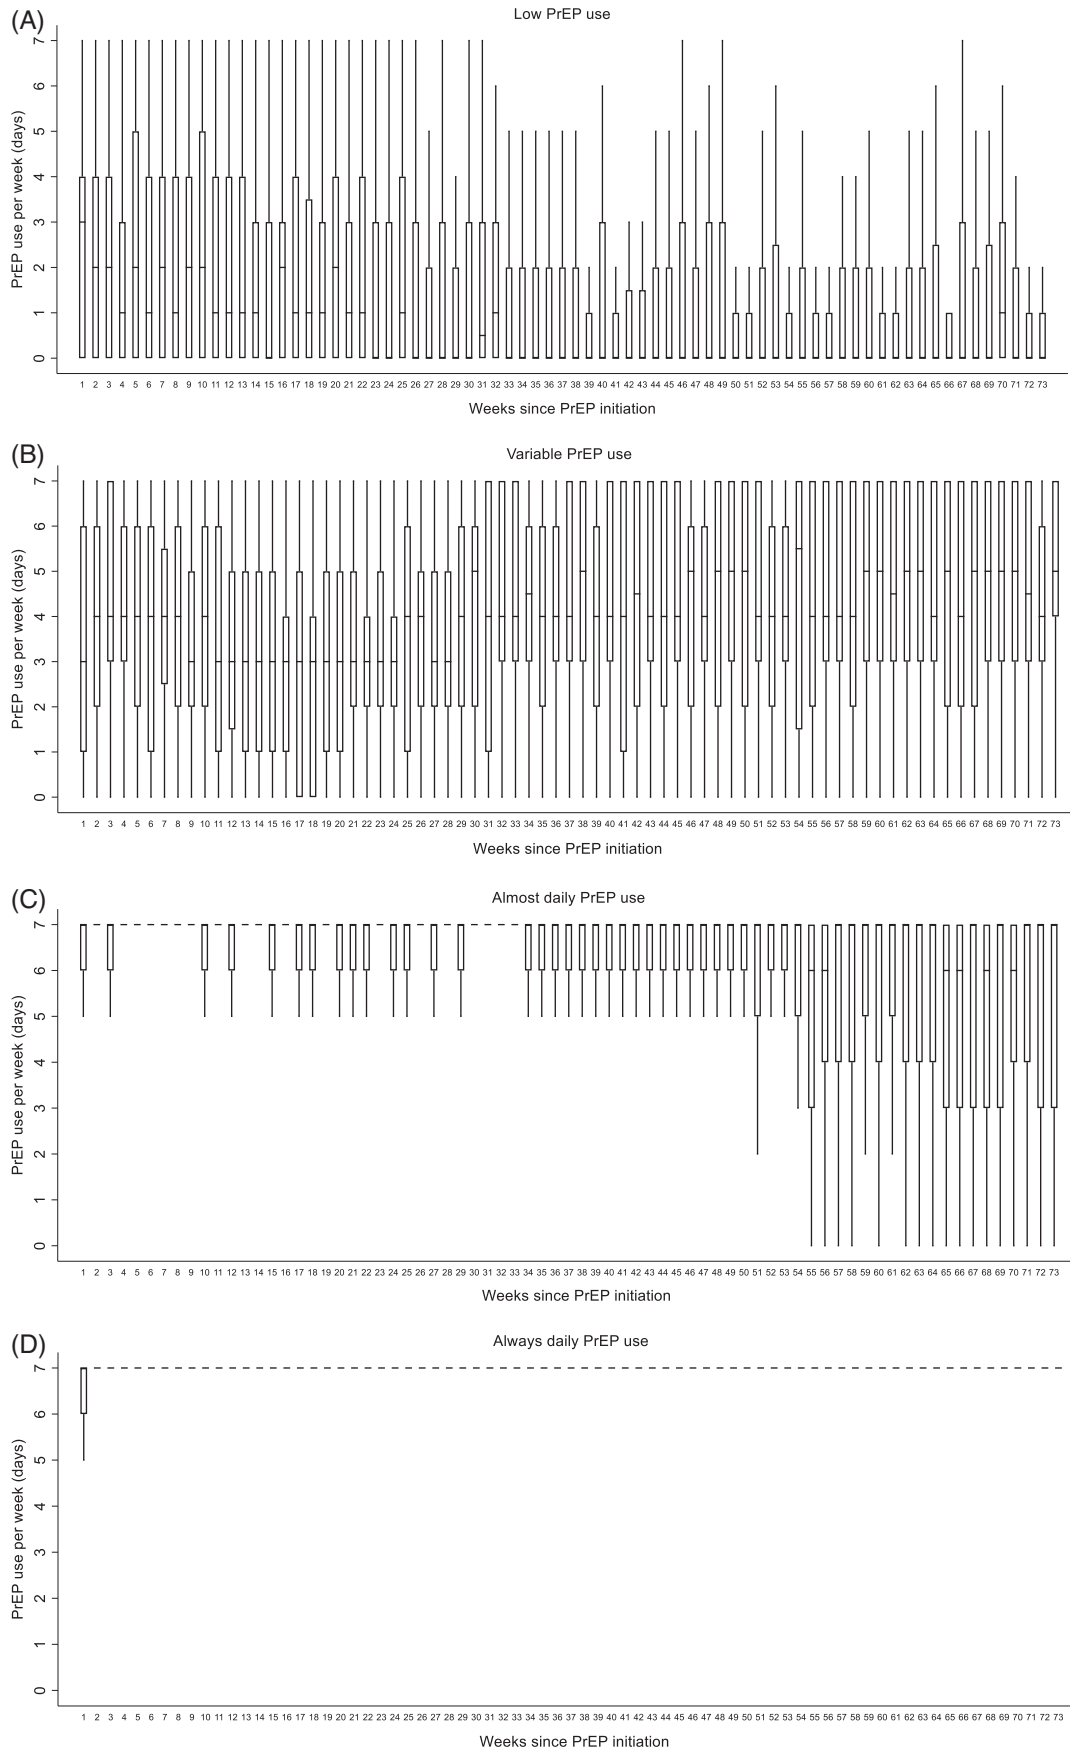 (A)
Low PrEP use
PrEP use per week (days)
7
6
5
4
3
2
1
0
1 2 3 4 5 6 7 8 9 10 11 12 13 14 15 16 17 18 19 20 21 22 23 24 25 26 27 28 29 30 31 32 33 34 35 36 37 38 39 40 41 42 43 44 45 46 47 48 49 50 51 52 53 54 55 56 57 58 59 60 61 62 63 64 65 66 67 68 69 70 71 72 73
Weeks since PrEP initiation
(B)
Variable PrEP use
PrEP use per week (days)
7
6
5
4
3
2
1
0
1 2 3 4 5 6 7 8 9 10 11 12 13 14 15 16 17 18 19 20 21 22 23 24 25 26 27 28 29 30 31 32 33 34 35 36 37 38 39 40 41 42 43 44 45 46 47 48 49 50 51 52 53 54 55 56 57 58 59 60 61 62 63 64 65 66 67 68 69 70 71 72 73
Weeks since PrEP initiation
(C)
Almost daily PrEP use
PrEP use per week (days)
7
6
5
4
3
2
1
0
1 2 3 4 5 6 7 8 9 10 11 12 13 14 15 16 17 18 19 20 21 22 23 24 25 26 27 28 29 30 31 32 33 34 35 36 37 38 39 40 41 42 43 44 45 46 47 48 49 50 51 52 53 54 55 56 57 58 59 60 61 62 63 64 65 66 67 68 69 70 71 72 73
Weeks since PrEP initiation
(D)
Always daily PrEP use
PrEP use per week (days)
7
6
5
4
3
2
1
0
1 2 3 4 5 6 7 8 9 10 11 12 13 14 15 16 17 18 19 20 21 22 23 24 25 26 27 28 29 30 31 32 33 34 35 36 37 38 39 40 41 42 43 44 45 46 47 48 49 50 51 52 53 54 55 56 57 58 59 60 61 62 63 64 65 66 67 68 69 70 71 72 73
Weeks since PrEP initiation